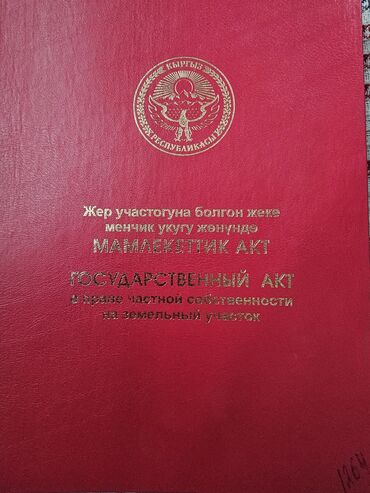 КЫРГЫЗ
РЕСПУБЛИКАСЫ
Жер участогуна болгон жеке
менчик укугу жөнүндө
МАМЛЕКЕТТИК АКТ
ГОСУДАРСТВЕННЫЙ АКТ
о праве частной собственности
на земельный участок